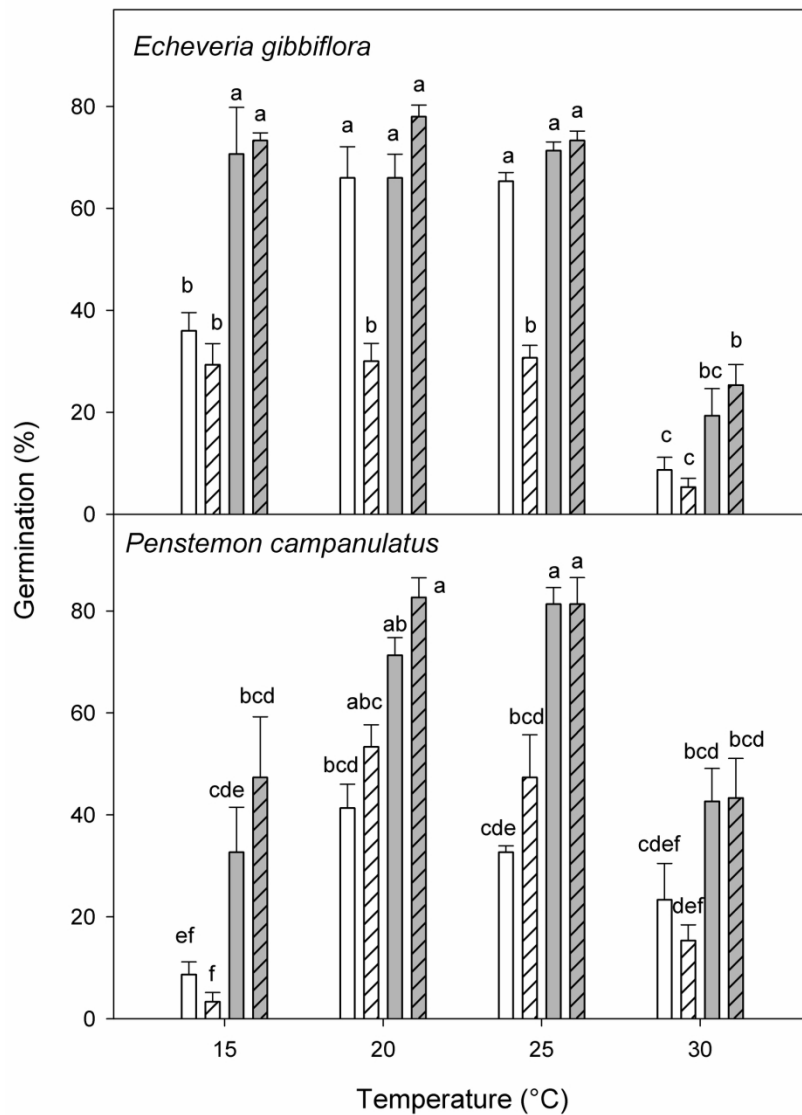 Echeveria gibbiflora
80
60
40
20
0
b b a a
a b a a
a b a a
c c bc b
Penstemon campanulatus
80
60
40
20
0
ef f cde bcd
bcd abc ab a
cde bcd a a
cdef def bcd bcd
15 20 25 30
Temperature (°C)
Germination (%)